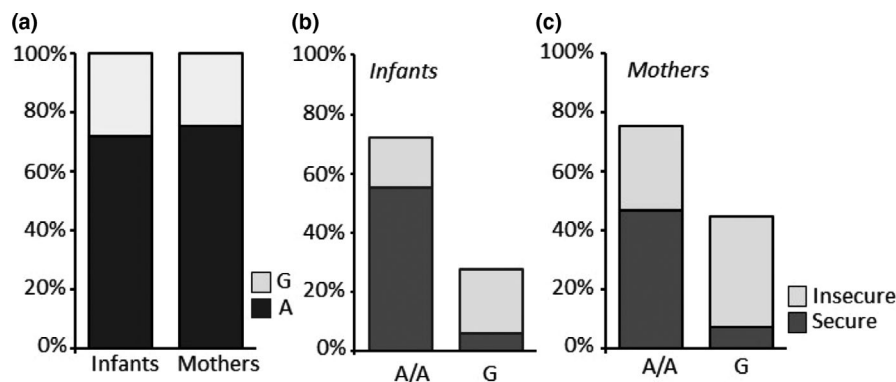 (a)
100%
80%
60%
40%
20%
0%
Infants Mothers
G
A
(b)
100%
80%
60%
40%
20%
0%
Infants
A/A G
(c)
100%
80%
60%
40%
20%
0%
Mothers
A/A G
Insecure
Secure